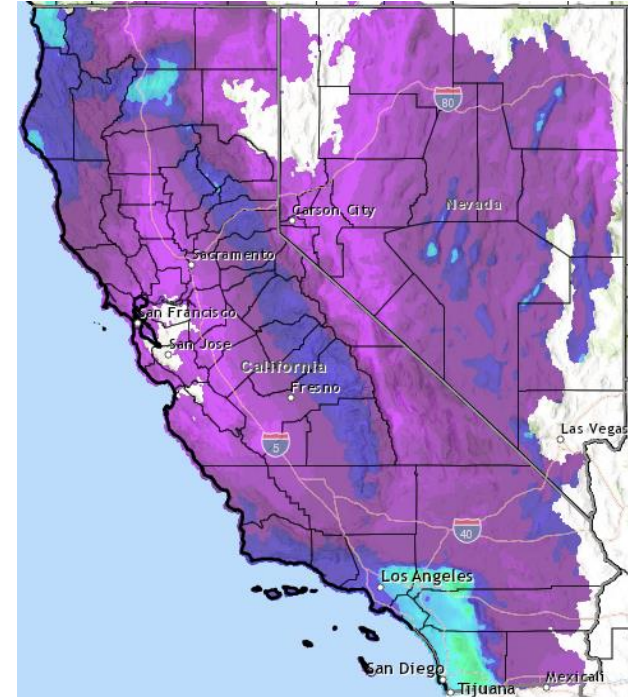 80
Carson City
Nevada
Sacramento
San Francisco
San Jose
California
Fresno
Las Vegas
5
40
Los Angeles
San Diego
Mexicali
Tijuana